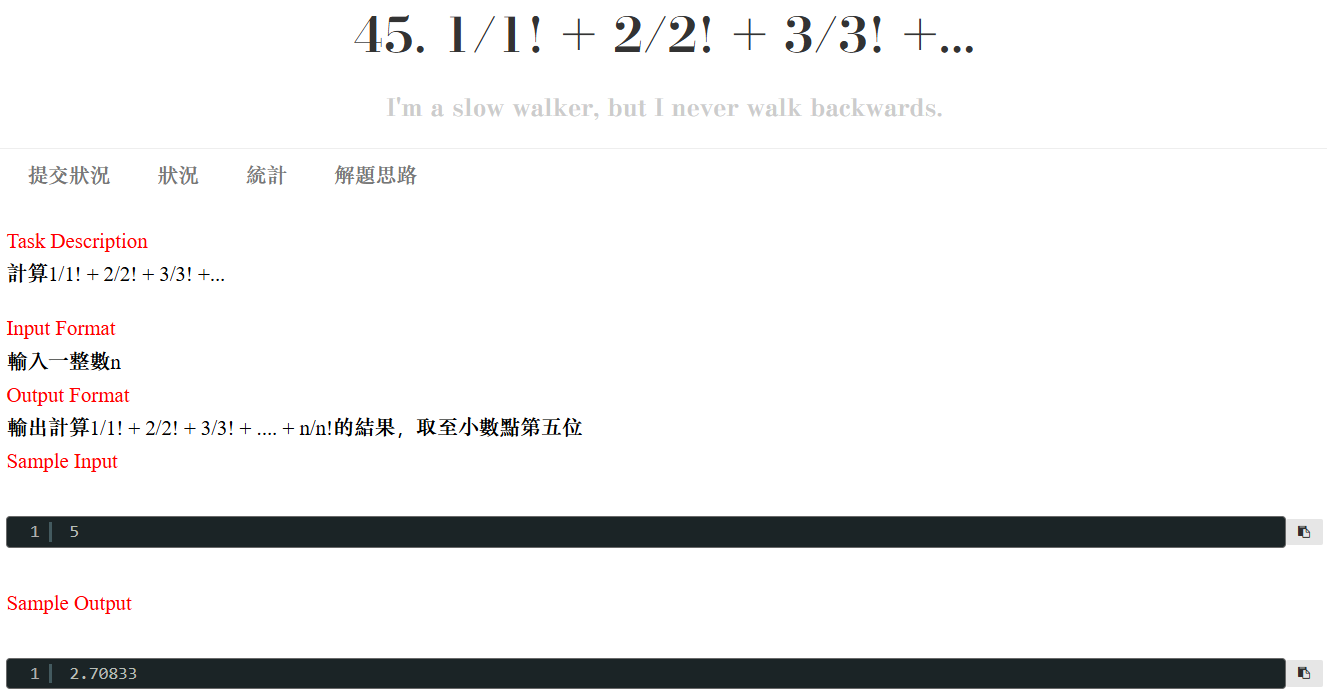 45. 1/1! + 2/2! + 3/3! +...
I'm a slow walker, but I never walk backwards.
提交狀況 狀況 統計 解題思路
Task Description
計算1/1! + 2/2! + 3/3! +...
Input Format
輸入一整數n
Output Format
輸出計算1/1! + 2/2! + 3/3! + .... + n/n!的結果，取至小數點第五位
Sample Input
1 5
Sample Output
1 2.70833